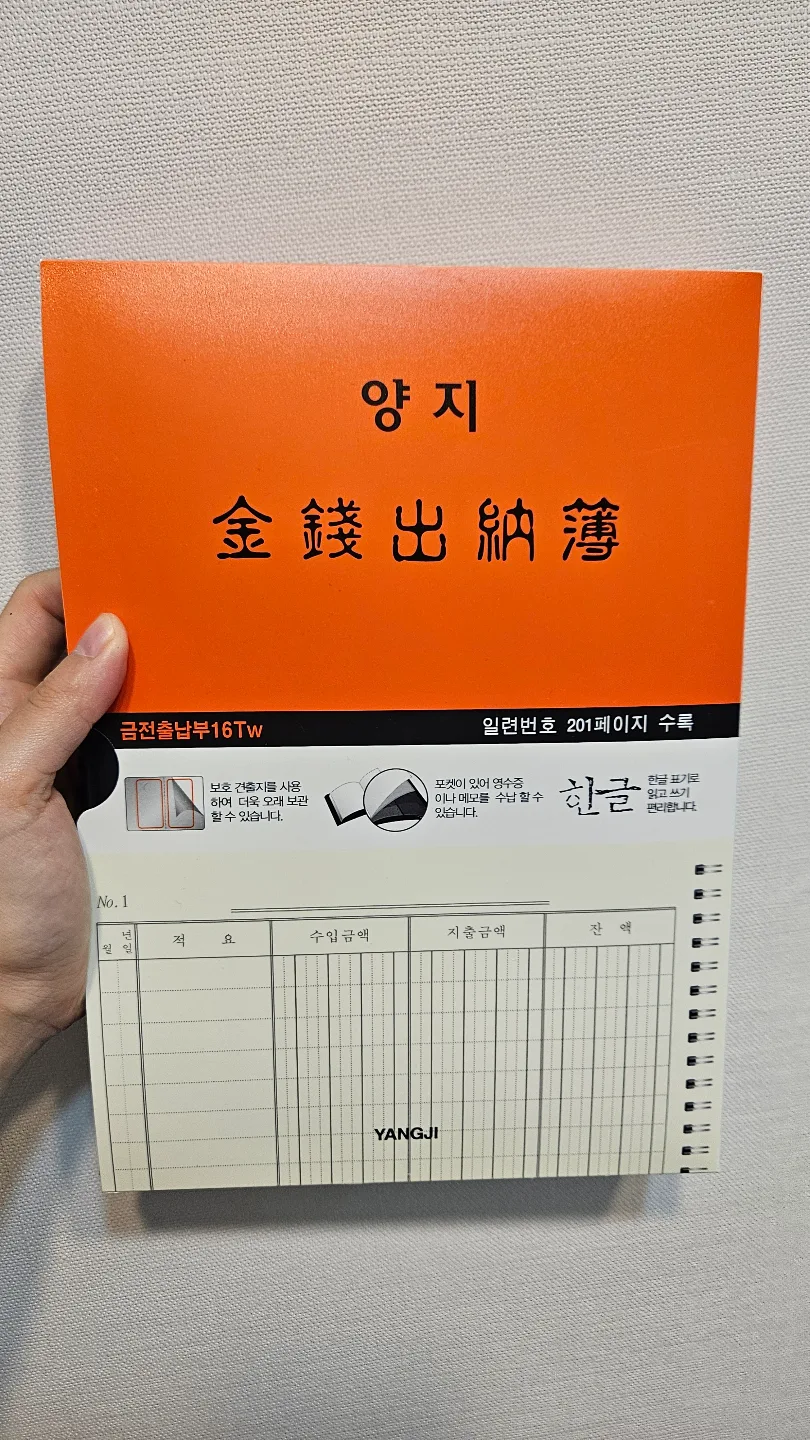 양지
金錢出納簿
금전출납부16Tw
일련번호 201페이지 수록
보호 견출지를 사용
하여 더욱 오래 보관
할 수 있습니다.
포켓이 있어 영수증
이나 메모를 수납 할 수
있습니다.
한글
한글 표기로
읽고 쓰기
편리합니다.
No. 1
년
월 일
적 요
수입금액
지출금액
잔 액
YANGJI